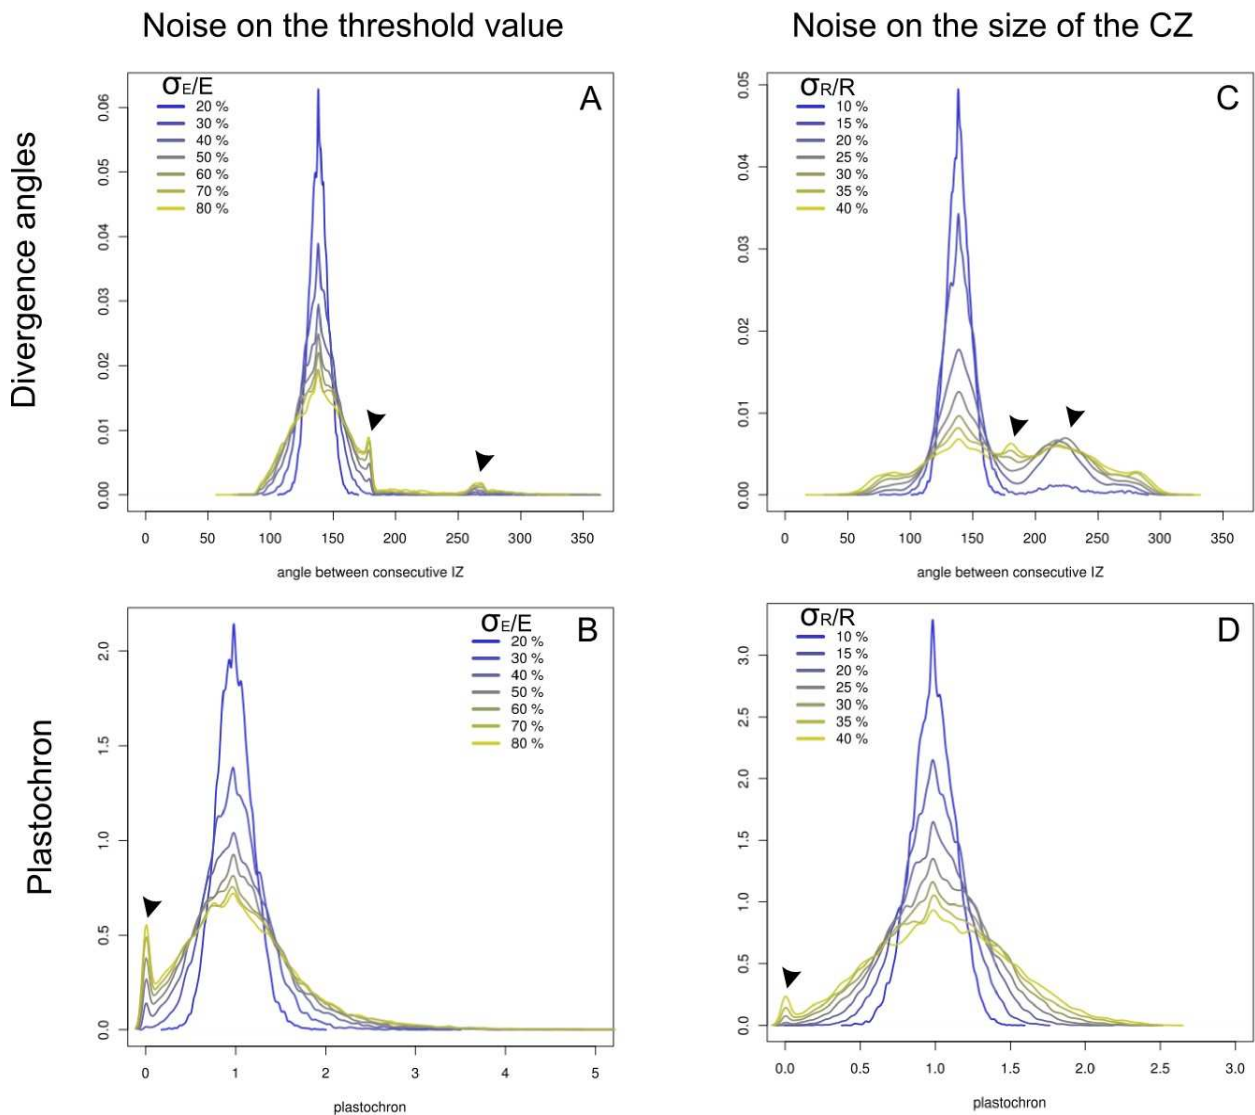 Noise on the threshold value
Noise on the size of the CZ
Divergence angles
σE/E
20 %
30 %
40 %
50 %
60 %
70 %
80 %
A
0.00 0.01 0.02 0.03 0.04 0.05 0.06
0 50 100 150 200 250 300 350
angle between consecutive IZ
σR/R
10 %
15 %
20 %
25 %
30 %
35 %
40 %
C
0.00 0.01 0.02 0.03 0.04 0.05
0 50 100 150 200 250 300 350
angle between consecutive IZ
Plastochron
σE/E
20 %
30 %
40 %
50 %
60 %
70 %
80 %
B
0.0 0.5 1.0 1.5 2.0
0 1 2 3 4 5
plastochron
σR/R
10 %
15 %
20 %
25 %
30 %
35 %
40 %
D
0.0 0.5 1.0 1.5 2.0 2.5 3.0
0.0 0.5 1.0 1.5 2.0 2.5 3.0
plastochron